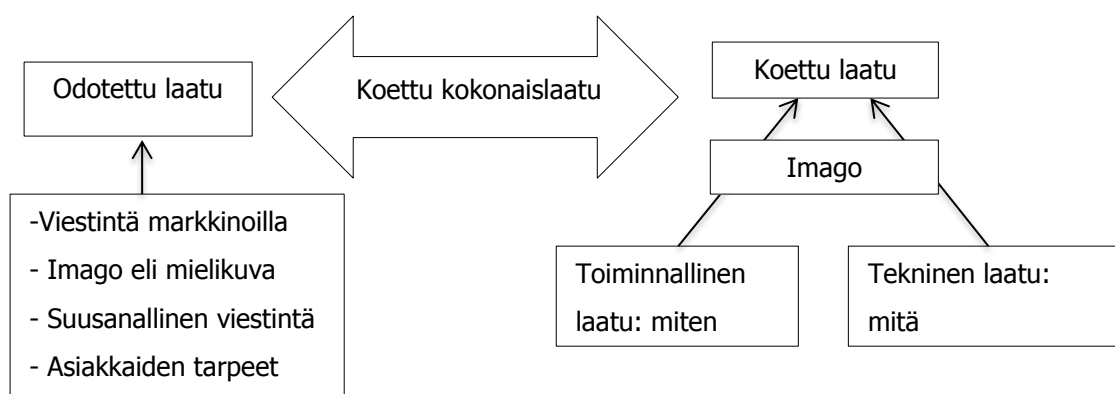 Odotettu laatu
Koettu kokonaislaatu
Koettu laatu
Imago
-Viestintä markkinoilla
- Imago eli mielikuva
- Suusanallinen viestintä
- Asiakkaiden tarpeet
Toiminnallinen
laatu: miten
Tekninen laatu:
mitä